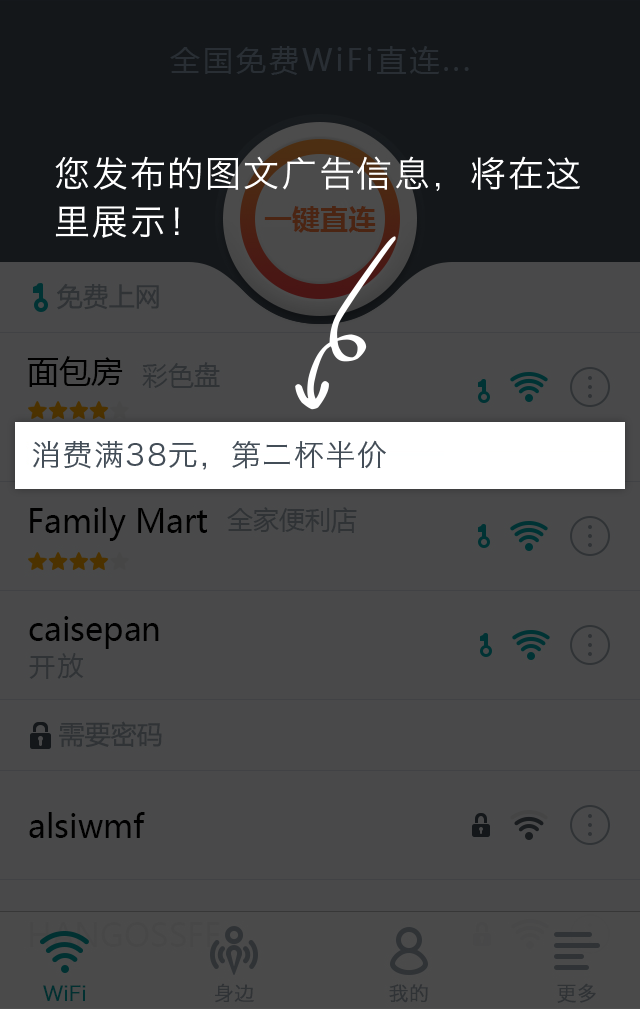 全国免费WiFi直连...
您发布的图文广告信息，将在这
里展示！
一键直连
免费上网
面包房 彩色盘
消费满38元，第二杯半价
Family Mart 全家便利店
caisepan
开放
需要密码
alsiwmf
WiFi 身边 我的 更多